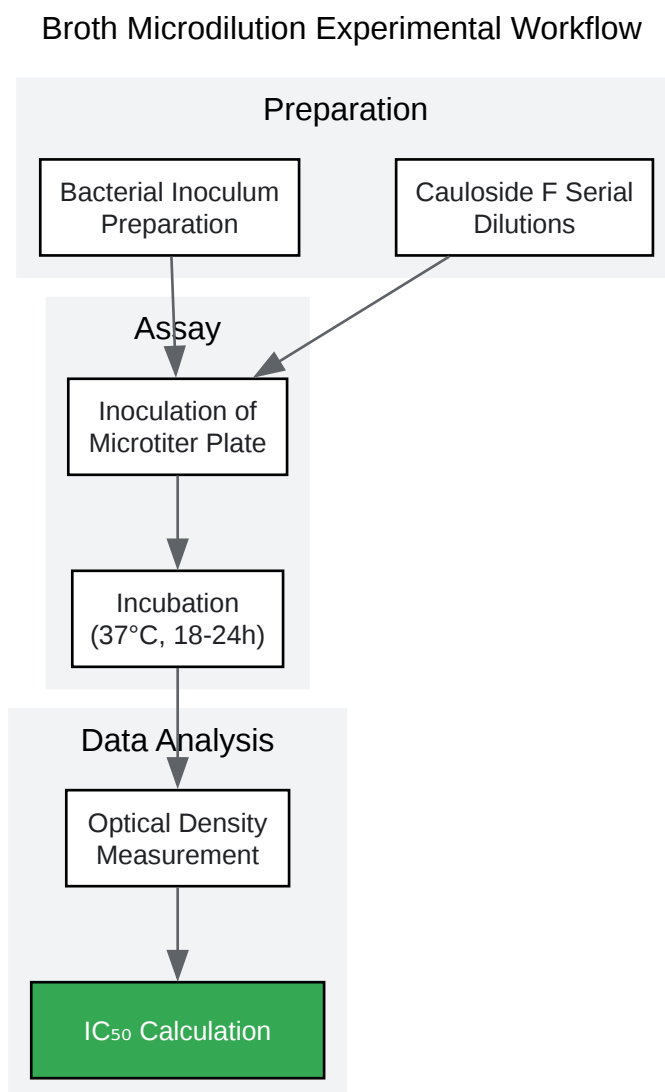 Broth Microdilution Experimental Workflow
Preparation
Bacterial Inoculum
Preparation
Cauloside F Serial
Dilutions
Assay
Inoculation of
Microtiter Plate
Incubation
(37°C, 18-24h)
Data Analysis
Optical Density
Measurement
IC₅₀ Calculation